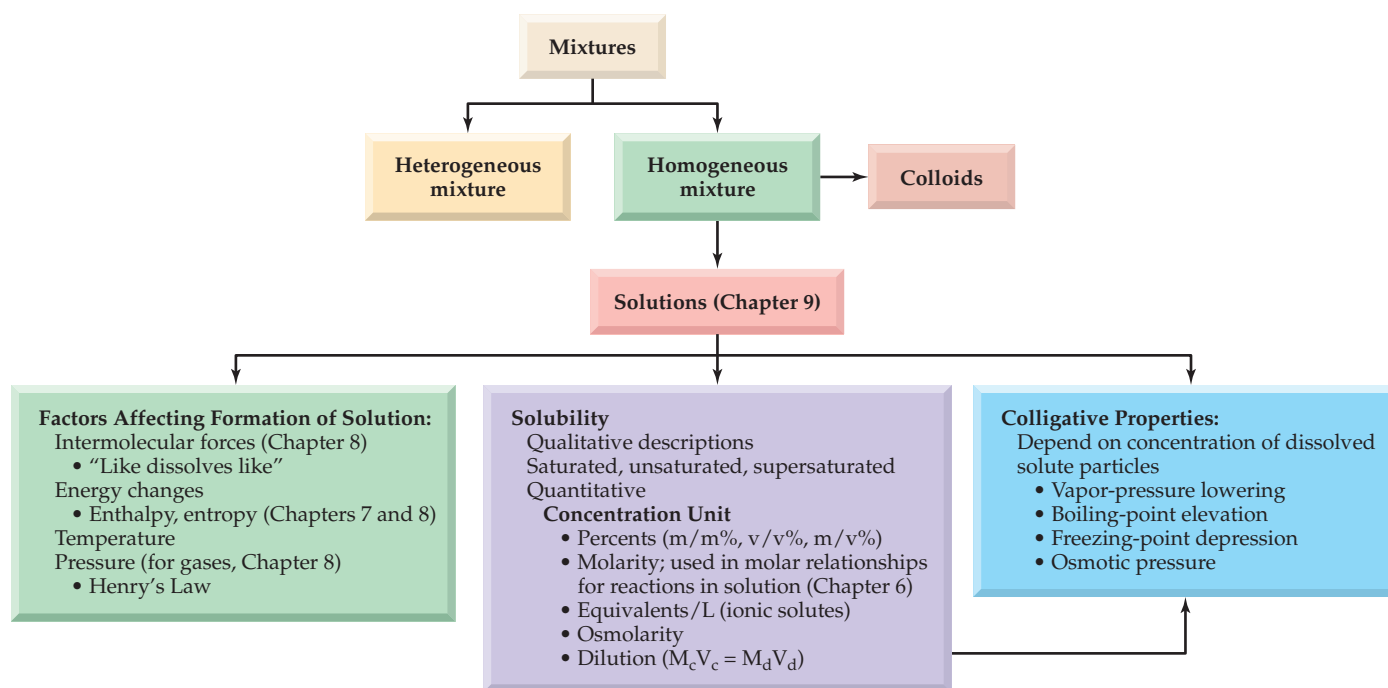 Mixtures
Heterogeneous
mixture
Homogeneous
mixture
Colloids
Solutions (Chapter 9)
Factors Affecting Formation of Solution:
Intermolecular forces (Chapter 8)
• “Like dissolves like”
Energy changes
• Enthalpy, entropy (Chapters 7 and 8)
Temperature
Pressure (for gases, Chapter 8)
• Henry’s Law
Solubility
Qualitative descriptions
Saturated, unsaturated, supersaturated
Quantitative
Concentration Unit
• Percents (m/m%, v/v%, m/v%)
• Molarity; used in molar relationships
for reactions in solution (Chapter 6)
• Equivalents/L (ionic solutes)
• Osmolarity
• Dilution (McVc = MdVd)
Colligative Properties:
Depend on concentration of dissolved
solute particles
• Vapor-pressure lowering
• Boiling-point elevation
• Freezing-point depression
• Osmotic pressure